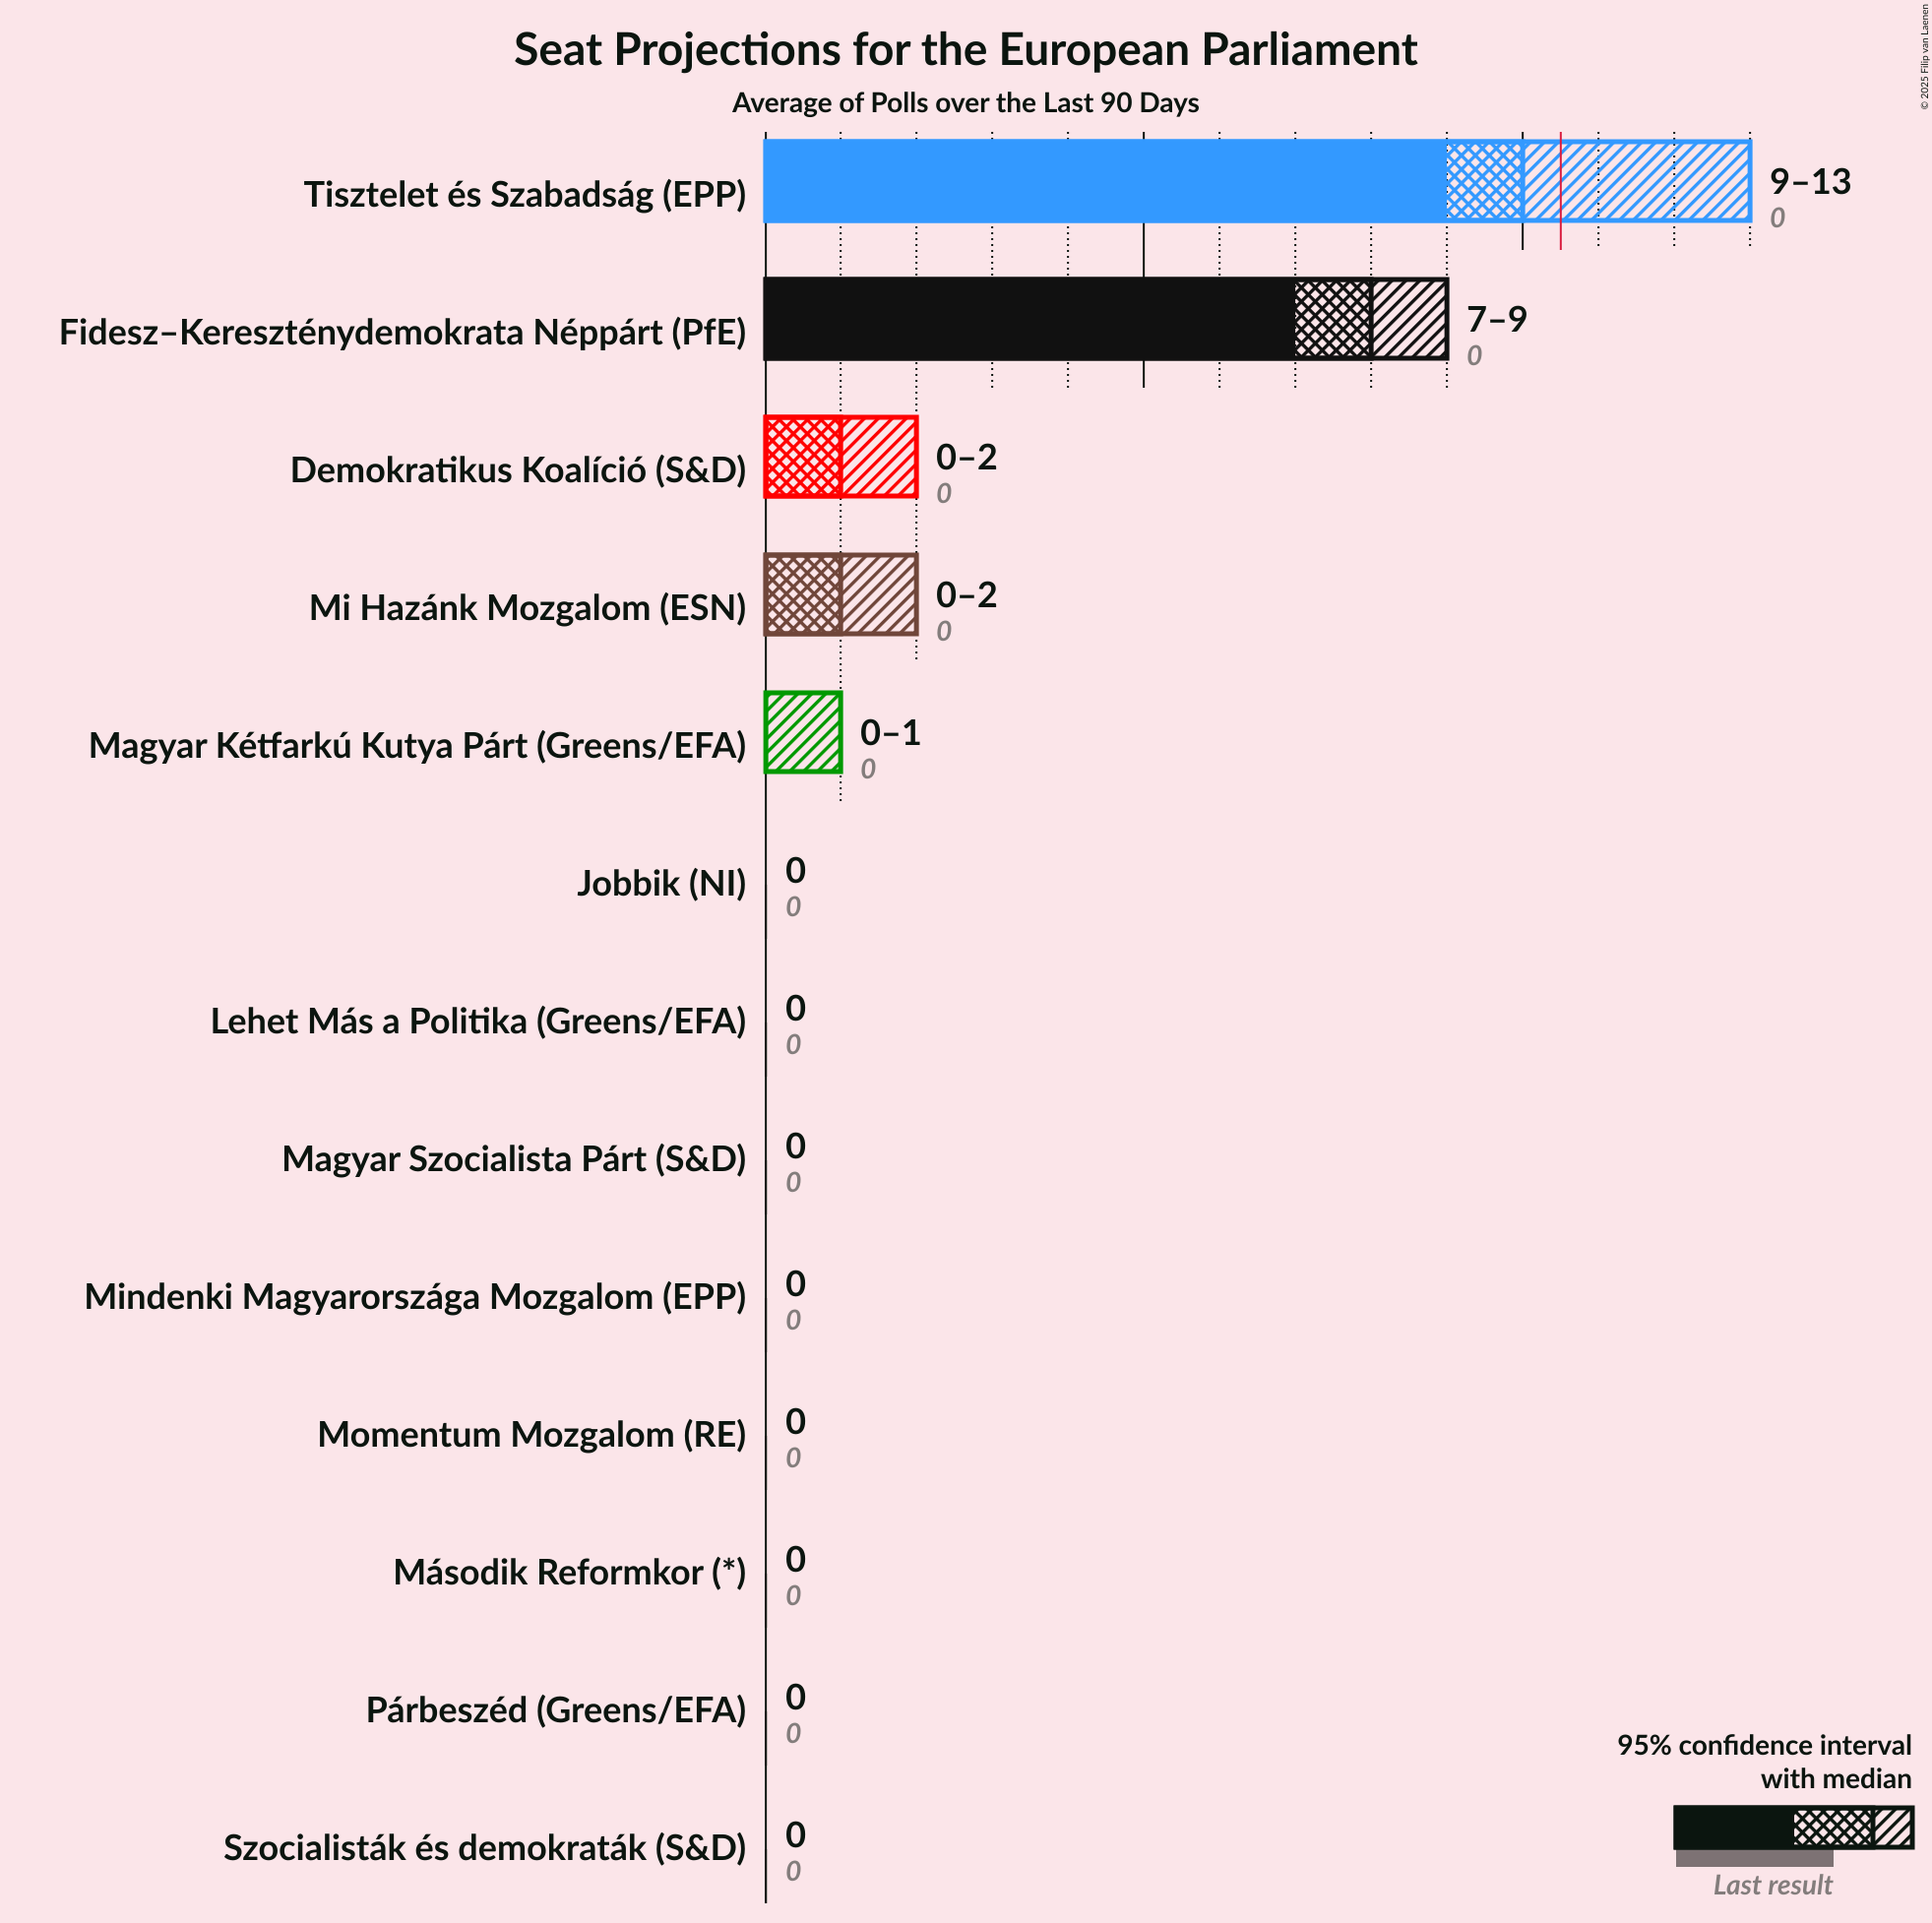 Seat Projections for the European Parliament
Average of Polls over the Last 90 Days
© 2025 Filip van Laenen
Tisztelet és Szabadság (EPP)
9–13
0
Fidesz–Kereszténydemokrata Néppárt (PfE)
7–9
0
Demokratikus Koalíció (S&D)
0–2
0
Mi Hazánk Mozgalom (ESN)
0–2
0
Magyar Kétfarkú Kutya Párt (Greens/EFA)
0–1
0
Jobbik (NI)
0
0
Lehet Más a Politika (Greens/EFA)
0
0
Magyar Szocialista Párt (S&D)
0
0
Mindenki Magyarországa Mozgalom (EPP)
0
0
Momentum Mozgalom (RE)
0
0
Második Reformkor (*)
0
0
Párbeszéd (Greens/EFA)
0
0
Szocialisták és demokraták (S&D)
0
0
95% confidence interval
with median
Last result